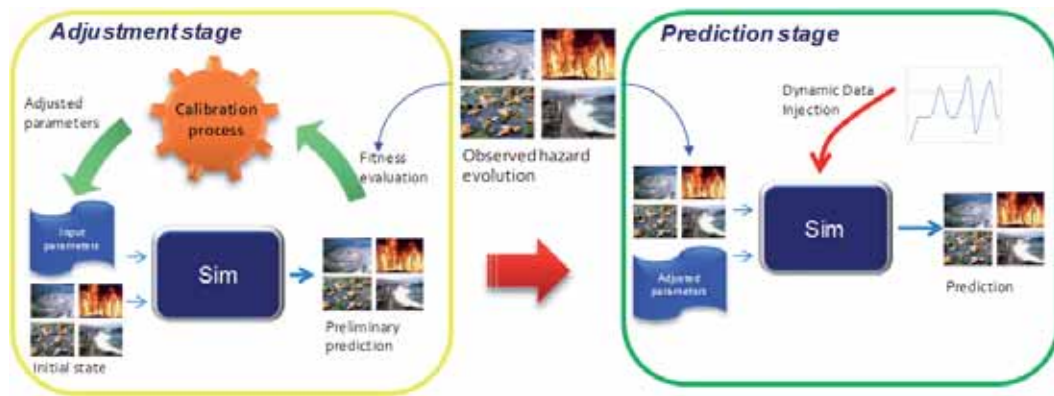 Adjustment stage
Calibration
process
Adjusted
parameters
Fitness
evaluation
Input
parameters
Sim
Initial state
Preliminary
prediction
Observed hazard
evolution
Prediction stage
Dynamic Data
Injection
Sim
Adjusted
parameters
Prediction